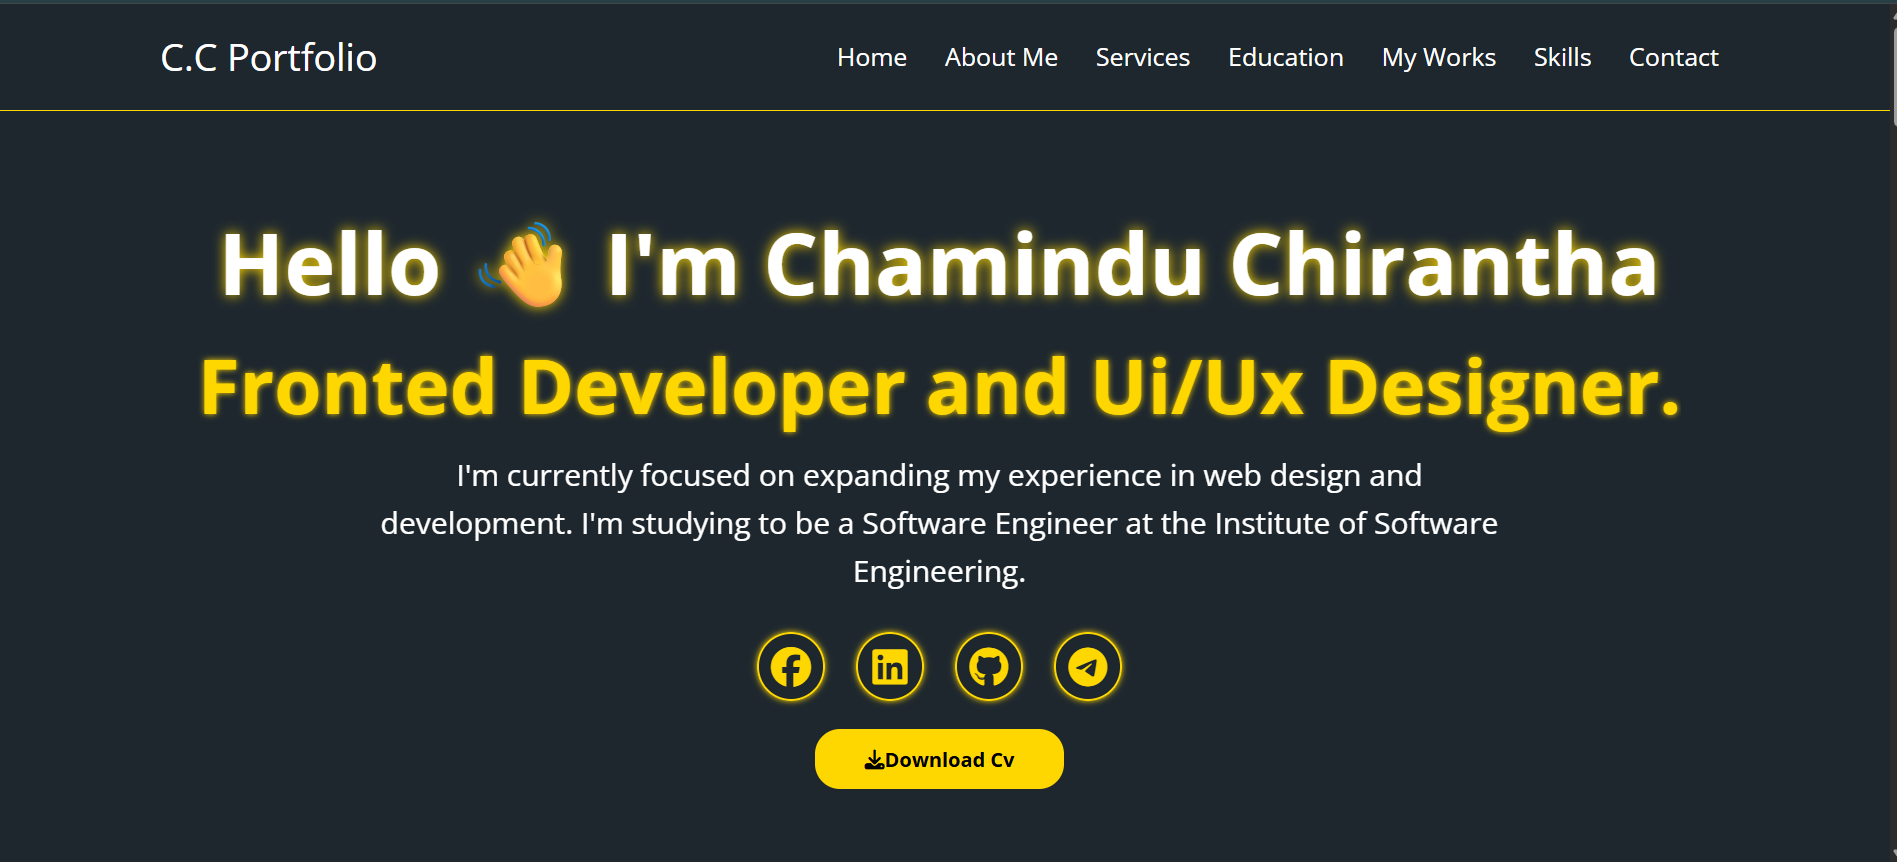 C.C Portfolio
Home About Me Services Education My Works Skills Contact
Hello 👋 I'm Chamindu Chirantha
Fronted Developer and Ui/Ux Designer.
I'm currently focused on expanding my experience in web design and
development. I'm studying to be a Software Engineer at the Institute of Software
Engineering.
Download Cv